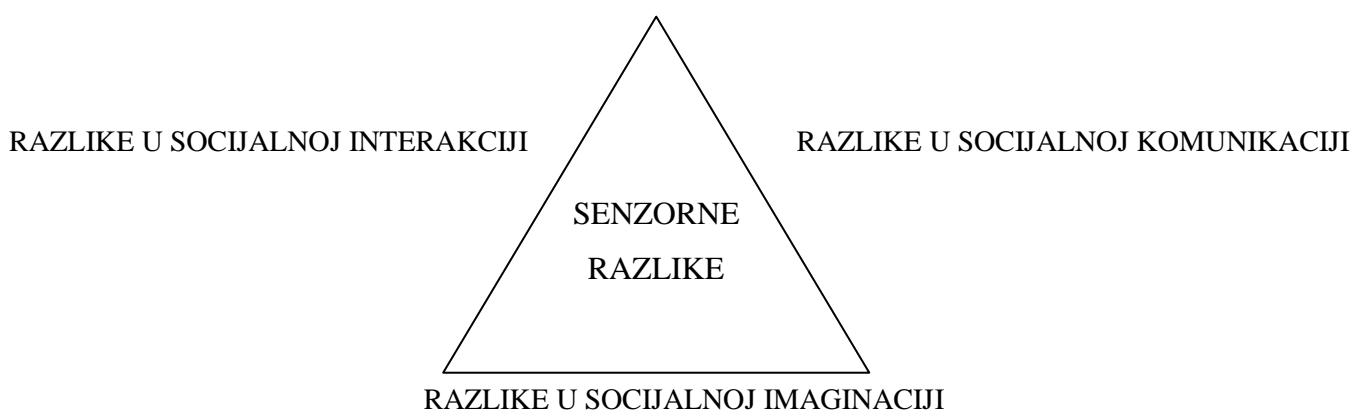 RAZLIKE U SOCIJALNOJ INTERAKCIJI
RAZLIKE U SOCIJALNOJ KOMUNIKACIJI
SENZORNE
RAZLIKE
RAZLIKE U SOCIJALNOJ IMAGINACIJI